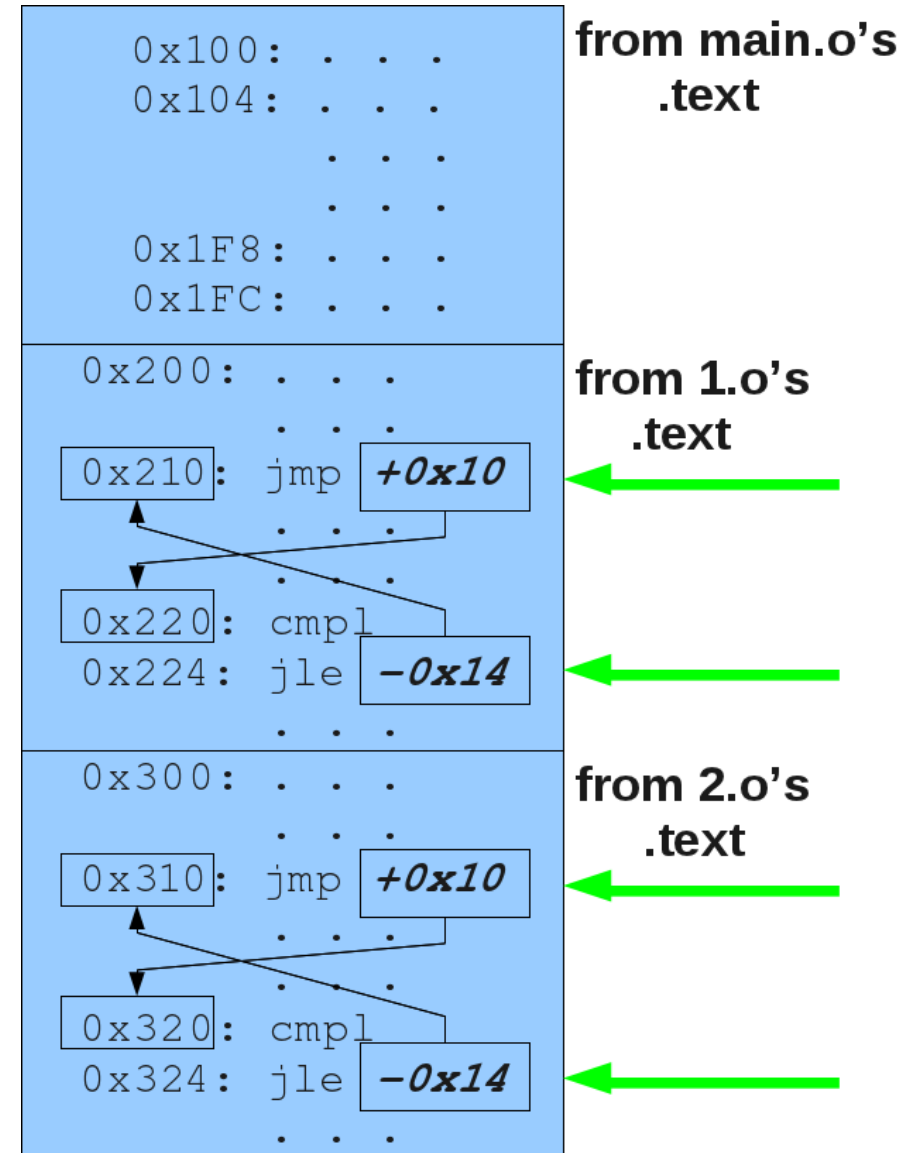 0x100: . . .
from main.o’s
.text
0x104: . . .
. . .
. . .
0x1F8: . . .
0x1FC: . . .
0x200: . . .
from 1.o’s
.text
. . .
0x210: jmp +0x10
. . .
. . .
0x220: cmpl
0x224: jle -0x14
. . .
0x300: . . .
from 2.o’s
.text
. . .
0x310: jmp +0x10
. . .
. . .
0x320: cmpl
0x324: jle -0x14
. . .